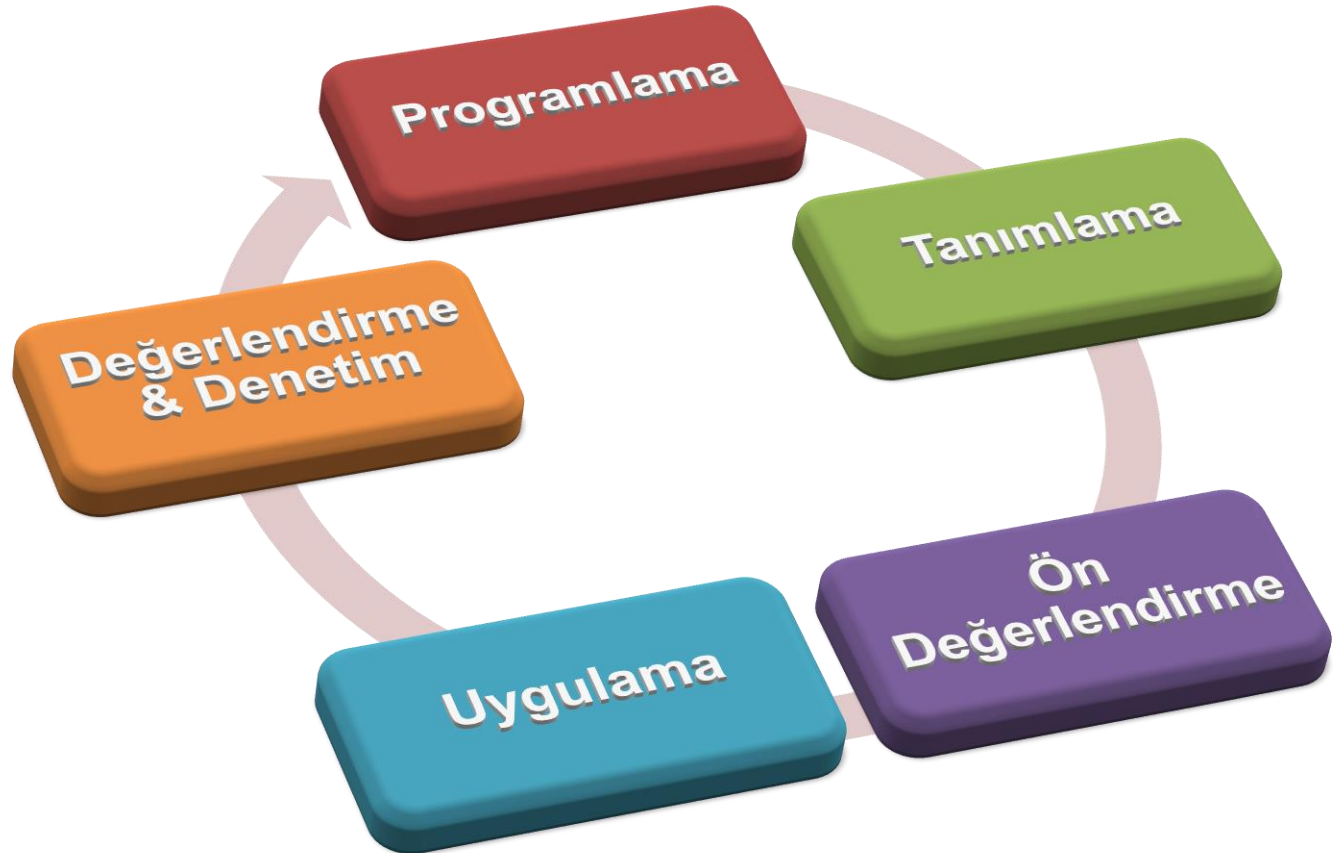 Programlama
Tanımlama
Ön
Değerlendirme
Uygulama
Değerlendirme
& Denetim